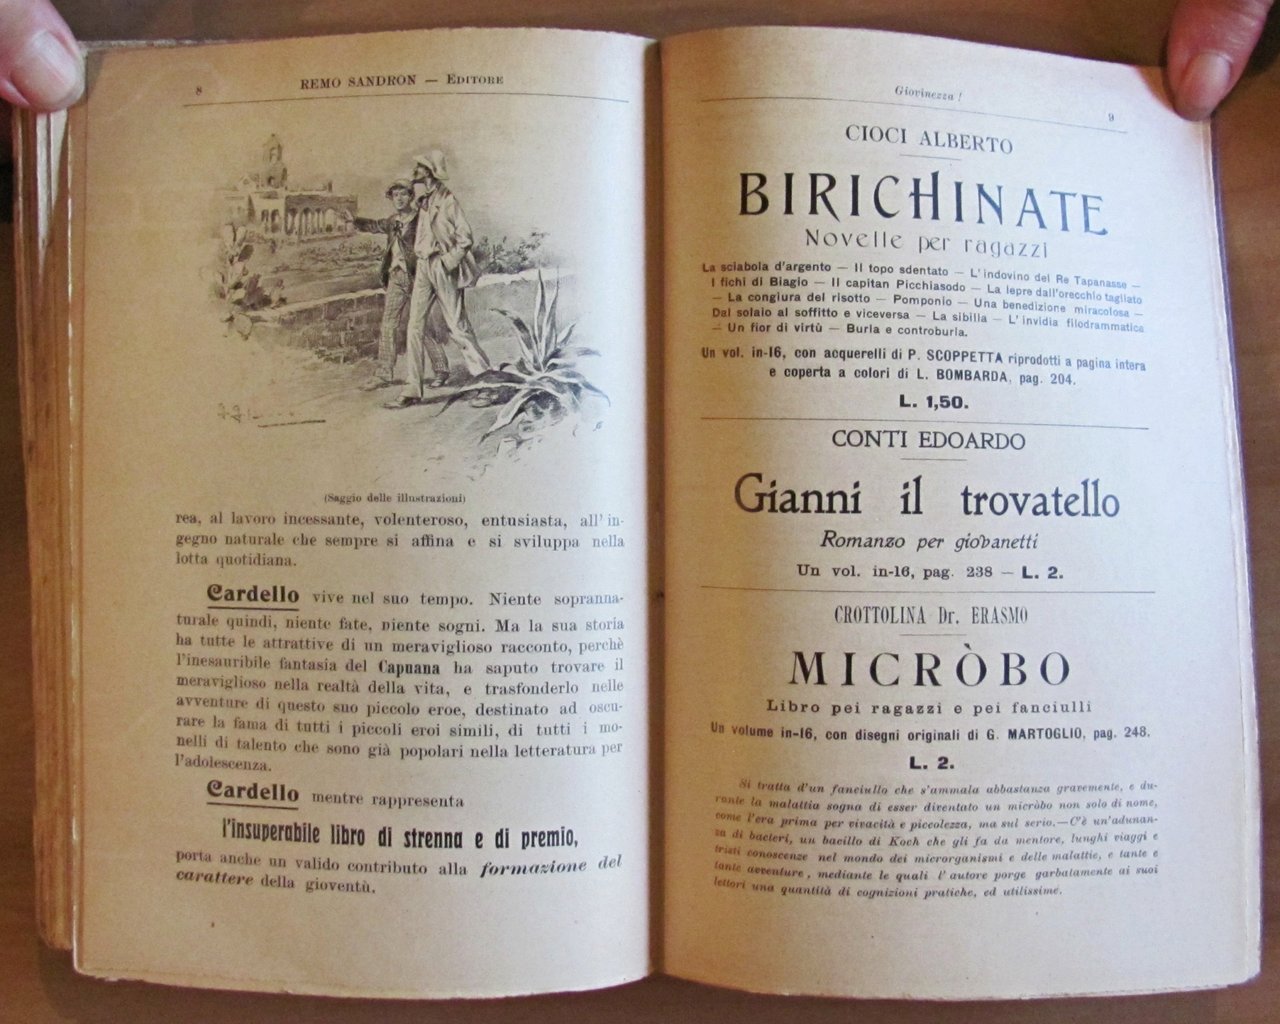 8
REMO SANDRON — Editore
(Saggio delle illustrazioni)
rea, al lavoro incessante, volenteroso, entusiasta, all'in-
gegno naturale che sempre si affina e si sviluppa nella
lotta quotidiana.
Cardello vive nel suo tempo. Niente sopranna-
turale quindi, niente fate, niente sogni. Ma la sua storia
ha tutte le attrattive di un meraviglioso racconto, perchè
l'inesauribile fantasia del Capuana ha saputo trovare il
meraviglioso nella realtà della vita, e trasfonderlo nelle
avventure di questo suo piccolo eroe, destinato ad oscu-
rare la fama di tutti i piccoli eroi simili, di tutti i mo-
nelli di talento che sono già popolari nella letteratura per
l'adolescenza.
Cardello mentre rappresenta
l'insuperabile libro di strenna e di premio,
porta anche un valido contributo alla formazione del
carattere della gioventù.
Giovinezza!
9
CIOCI ALBERTO
BIRICHINATE
Novelle per ragazzi
La sciabola d'argento — Il topo sdentato — L'indovino del Re Tapanasse —
I fichi di Biagio — Il capitan Picchiasodo — La lepre dall'orecchio tagliato
— La congiura del risotto — Pomponio — Una benedizione miracolosa —
Dal solaio al soffitto e viceversa — La sibilla — L'invidia filodrammatica
— Un fior di virtù — Burla e controburla.
Un vol. in-16, con acquerelli di P. SCOPPETTA riprodotti a pagina intera
e coperta a colori di L. BOMBARDA, pag. 204.
L. 1,50.
CONTI EDOARDO
Gianni il trovatello
Romanzo per giovanetti
Un vol. in-16, pag. 238 — L. 2.
CROTTOLINA Dr. ERASMO
MICRÒBO
Libro pei ragazzi e pei fanciulli
Un volume in-16, con disegni originali di G. MARTOGLIO, pag. 248.
L. 2.
Si tratta d'un fanciullo che s'ammala abbastanza gravemente, e du-
rante la malattia sogna di esser diventato un micròbo non solo di nome,
come l'era prima per vivacità e piccolezza, ma sul serio.—C'è un'adunan-
za di bacteri, un bacillo di Koch che gli fa da mentore, lunghi viaggi e
tristi conoscenze nel mondo dei microrganismi e delle malattie, e tante e
tante avventure, mediante le quali l'autore porge garbatamente ai suoi
lettori una quantità di cognizioni pratiche, ed utilissime.